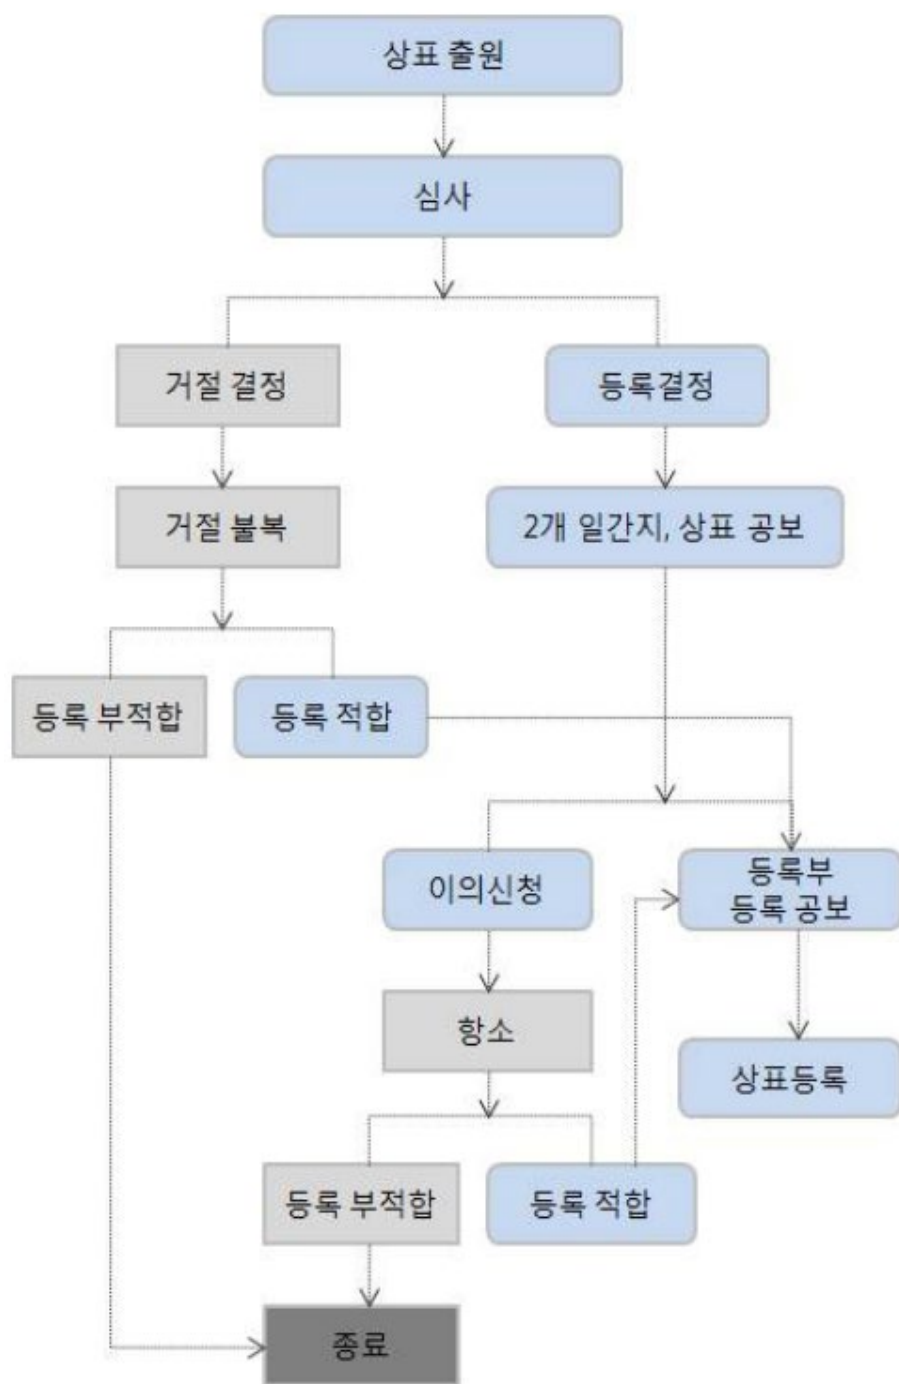 상표 출원
심사
거절 결정
등록결정
거절 불복
2개 일간지, 상표 공보
등록 부적합
등록 적합
이의신청
등록부
등록 공보
항소
상표등록
등록 부적합
등록 적합
종료